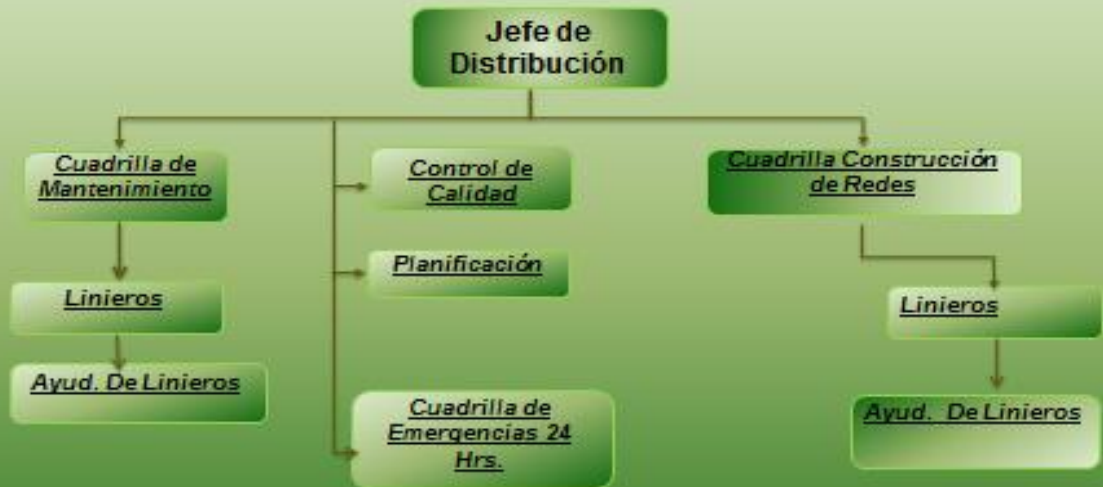 Jefe de
Distribución
Cuadrilla de
Mantenimiento
Control de
Calidad
Cuadrilla Construcción
de Redes
Planificación
Linieros
Linieros
Ayud. De Linieros
Cuadrilla de
Emergencias 24
Hrs.
Ayud. De Linieros